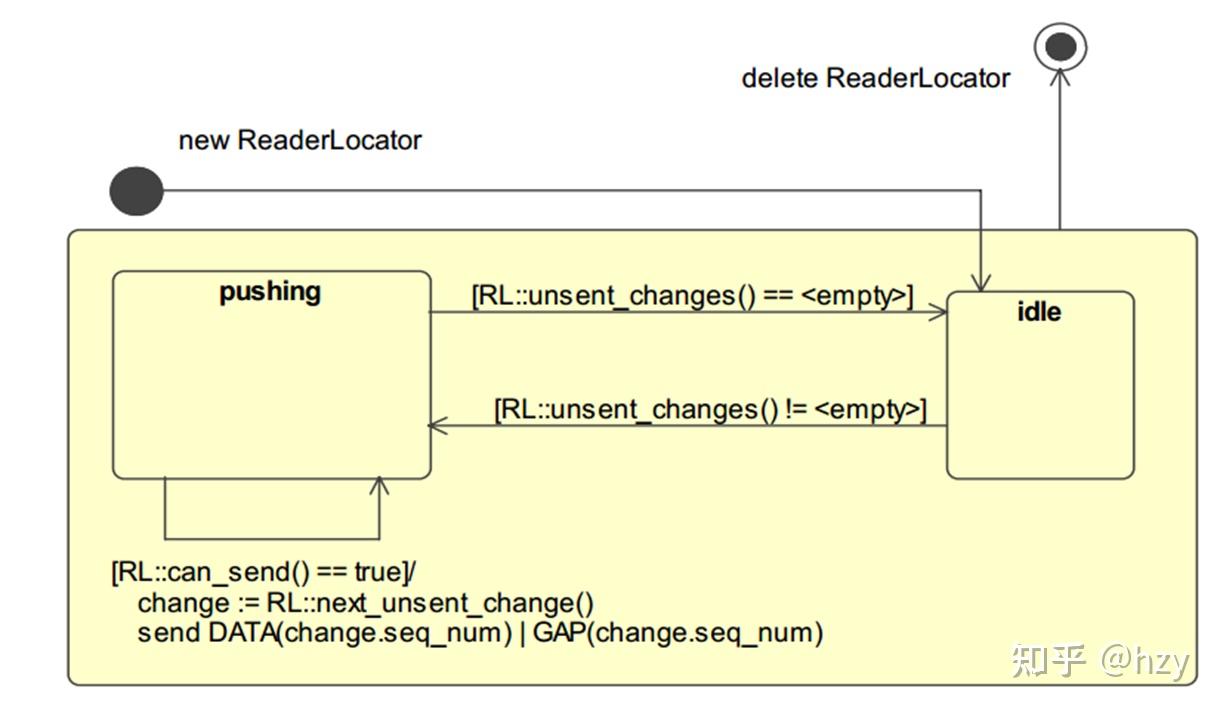 delete ReaderLocator
new ReaderLocator
pushing
[RL::unsent_changes() == <empty>]
idle
[RL::unsent_changes() != <empty>]
[RL::can_send() == true]/
change := RL::next_unsent_change()
send DATA(change.seq_num) | GAP(change.seq_num)
知乎 @hzy